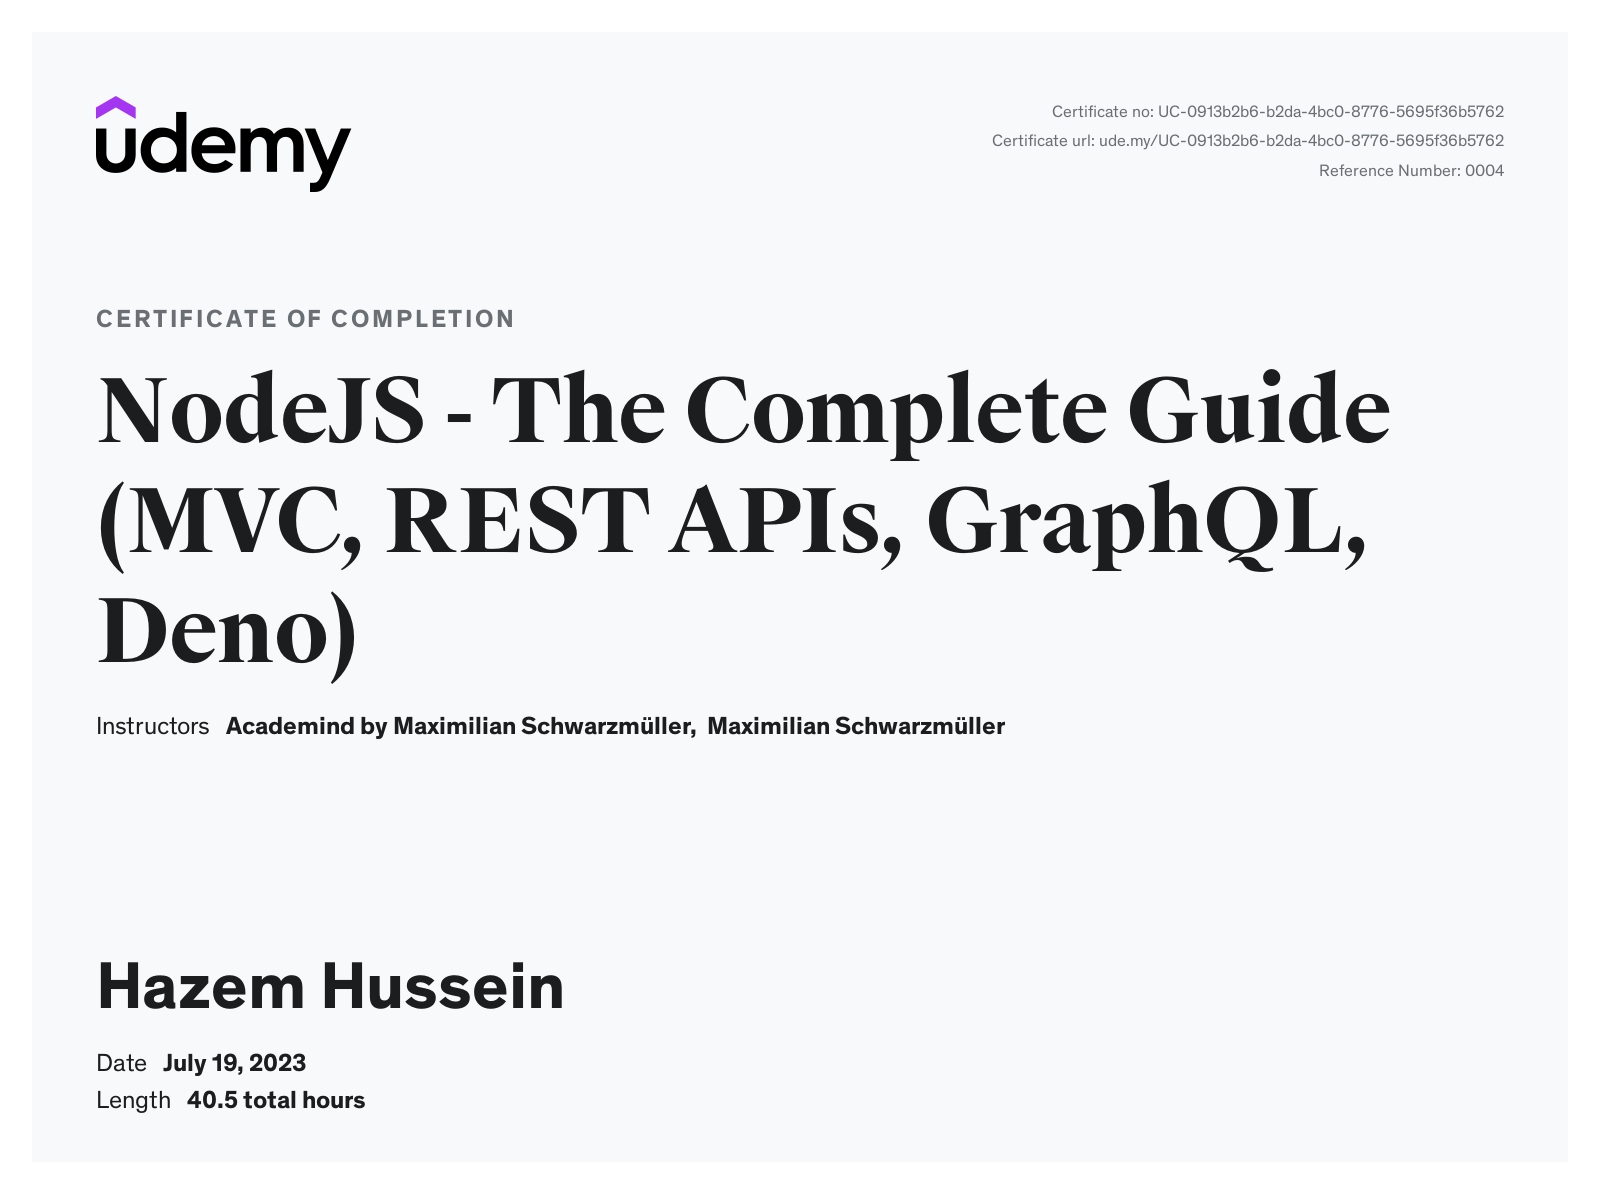 udemy
Certificate no: UC-0913b2b6-b2da-4bc0-8776-5695f36b5762
Certificate url: ude.my/UC-0913b2b6-b2da-4bc0-8776-5695f36b5762
Reference Number: 0004
CERTIFICATE OF COMPLETION
NodeJS - The Complete Guide
(MVC, REST APIs, GraphQL,
Deno)
Instructors Academind by Maximilian Schwarzmüller, Maximilian Schwarzmüller
Hazem Hussein
Date July 19, 2023
Length 40.5 total hours